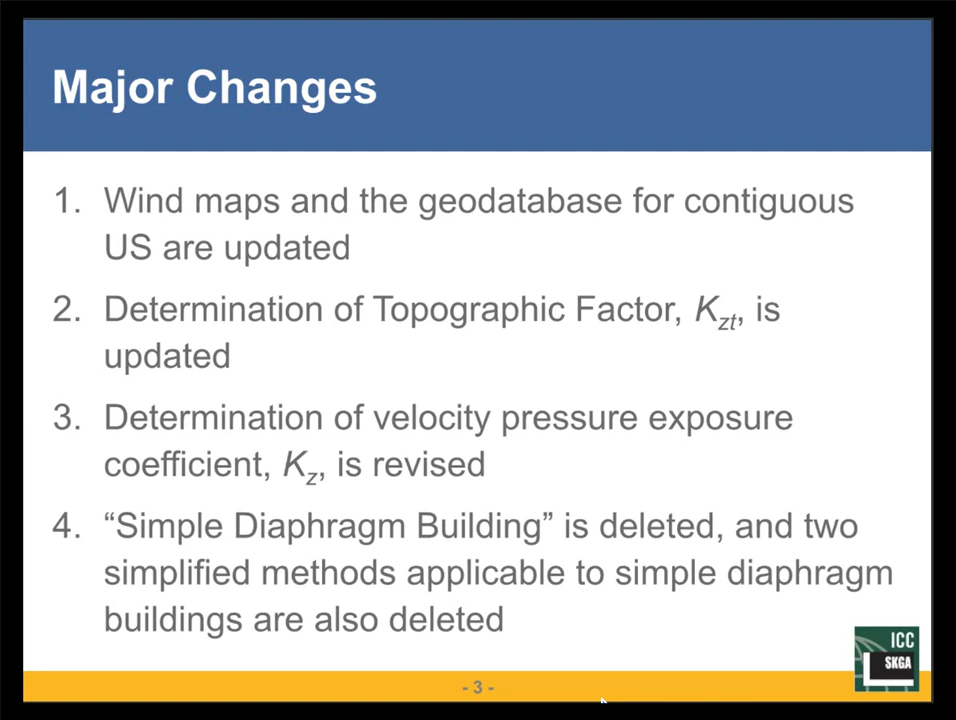 Major Changes
1. Wind maps and the geodatabase for contiguous
US are updated
2. Determination of Topographic Factor, Kzt, is
updated
3. Determination of velocity pressure exposure
coefficient, Kz, is revised
4. “Simple Diaphragm Building” is deleted, and two
simplified methods applicable to simple diaphragm
buildings are also deleted
ICC
SKGA
- 3 -